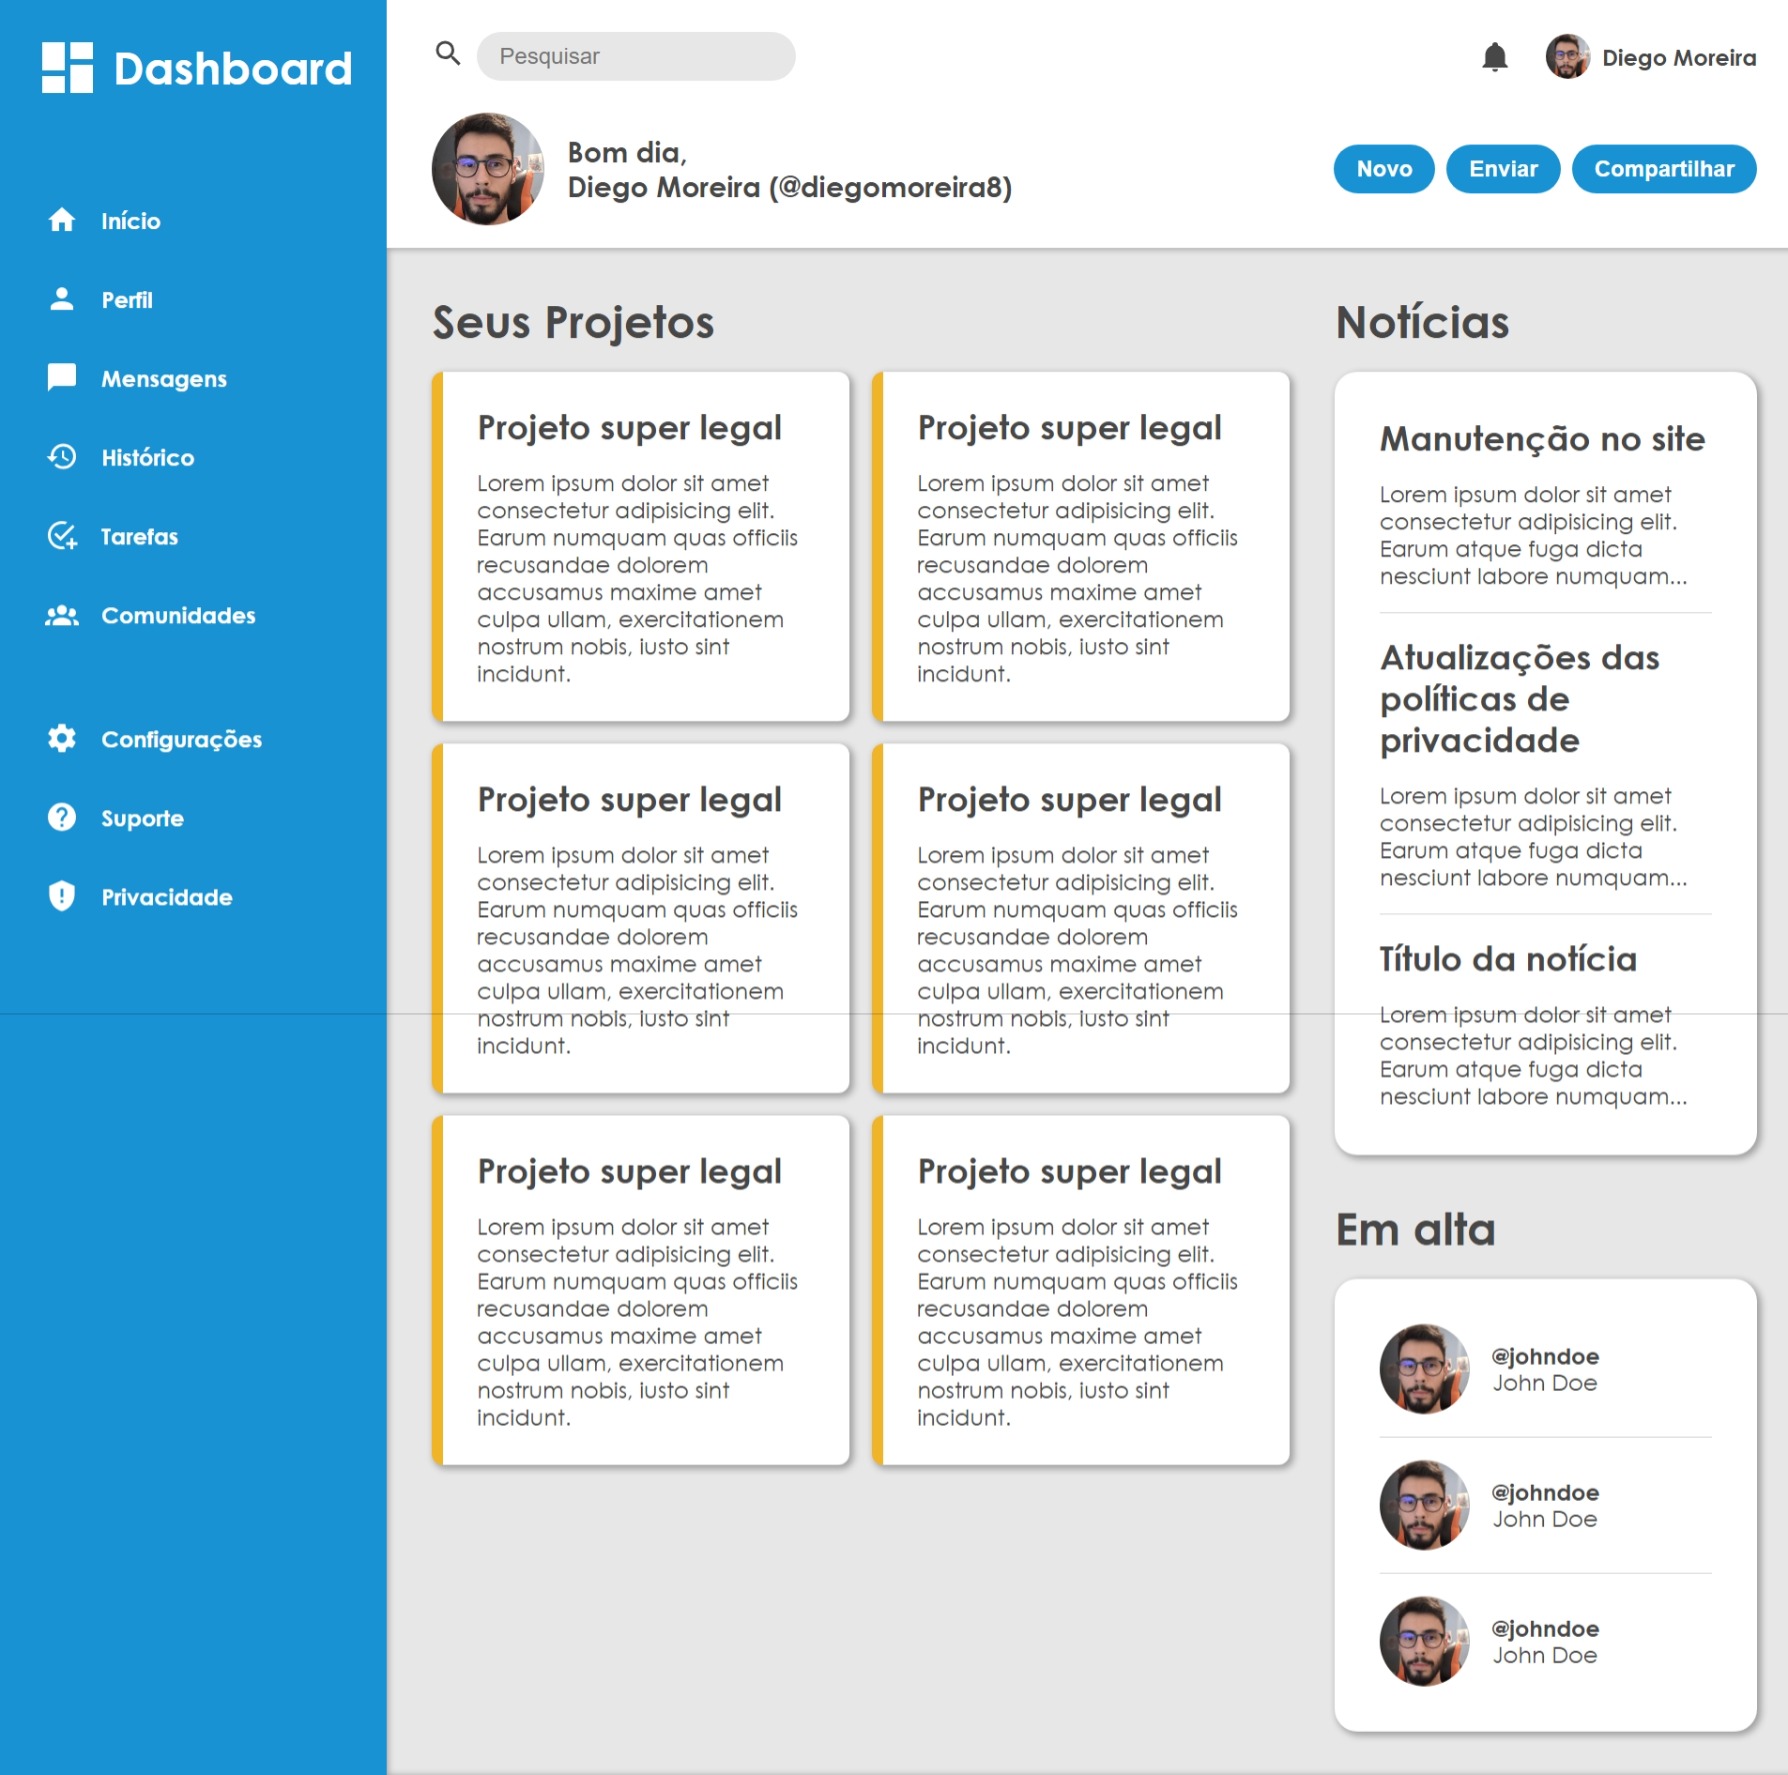 Dashboard
Início
Perfil
Mensagens
Histórico
Tarefas
Comunidades
Configurações
Suporte
Privacidade
Pesquisar
Diego Moreira
Bom dia,
Diego Moreira (@diegomoreira8)
Novo
Enviar
Compartilhar
Seus Projetos
Projeto super legal
Lorem ipsum dolor sit amet
consectetur adipisicing elit.
Earum numquam quas officiis
recusandae dolorem
accusamus maxime amet
culpa ullam, exercitationem
nostrum nobis, iusto sint
incidunt.
Projeto super legal
Lorem ipsum dolor sit amet
consectetur adipisicing elit.
Earum numquam quas officiis
recusandae dolorem
accusamus maxime amet
culpa ullam, exercitationem
nostrum nobis, iusto sint
incidunt.
Projeto super legal
Lorem ipsum dolor sit amet
consectetur adipisicing elit.
Earum numquam quas officiis
recusandae dolorem
accusamus maxime amet
culpa ullam, exercitationem
nostrum nobis, iusto sint
incidunt.
Projeto super legal
Lorem ipsum dolor sit amet
consectetur adipisicing elit.
Earum numquam quas officiis
recusandae dolorem
accusamus maxime amet
culpa ullam, exercitationem
nostrum nobis, iusto sint
incidunt.
Projeto super legal
Lorem ipsum dolor sit amet
consectetur adipisicing elit.
Earum numquam quas officiis
recusandae dolorem
accusamus maxime amet
culpa ullam, exercitationem
nostrum nobis, iusto sint
incidunt.
Projeto super legal
Lorem ipsum dolor sit amet
consectetur adipisicing elit.
Earum numquam quas officiis
recusandae dolorem
accusamus maxime amet
culpa ullam, exercitationem
nostrum nobis, iusto sint
incidunt.
Notícias
Manutenção no site
Lorem ipsum dolor sit amet
consectetur adipisicing elit.
Earum atque fuga dicta
nesciunt labore numquam...
Atualizações das
políticas de
privacidade
Lorem ipsum dolor sit amet
consectetur adipisicing elit.
Earum atque fuga dicta
nesciunt labore numquam...
Título da notícia
Lorem ipsum dolor sit amet
consectetur adipisicing elit.
Earum atque fuga dicta
nesciunt labore numquam...
Em alta
@johndoe
John Doe
@johndoe
John Doe
@johndoe
John Doe